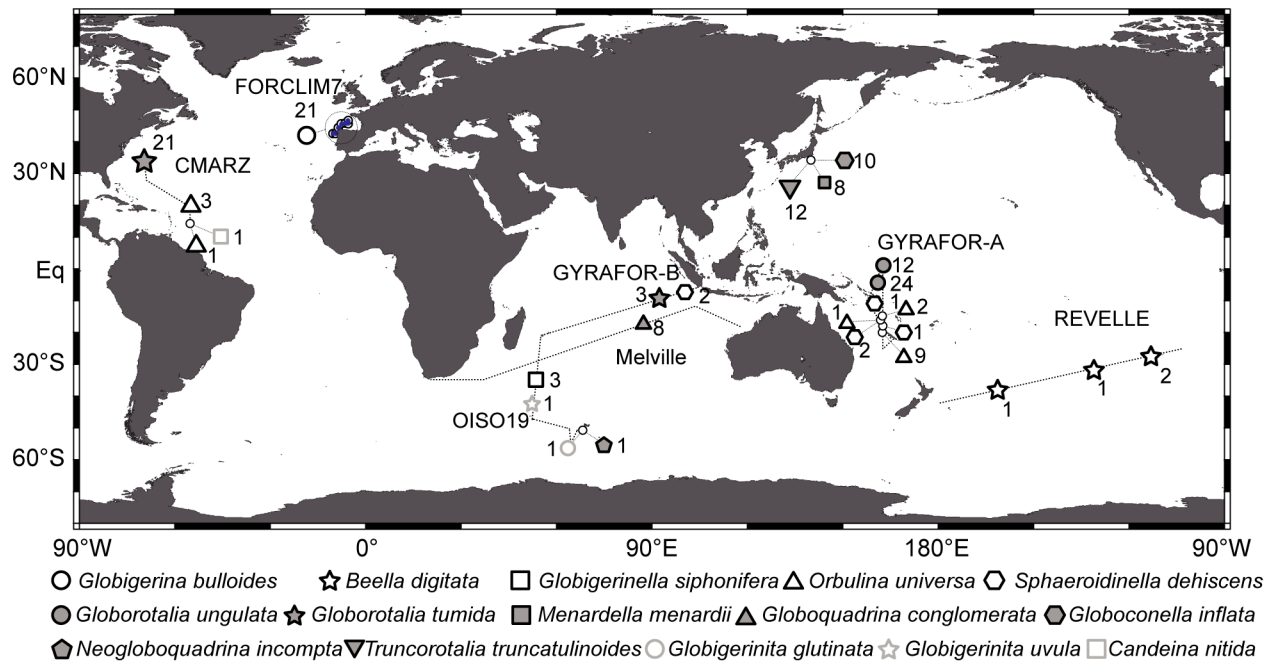 60°N
FORCLIM7
21
21
CMARZ
30°N
10
8
3
12
1
1
GYRAFOR-A
Eq
GYRAFOR-B
12
24
3
2
1
1
2
8
REVELLE
1
Melville
2
9
30°S
3
1
1
2
1
OISO19
1
1
60°S
90°W
0°
90°E
180°E
90°W
Globigerina bulloides Beella digitata Globigerinella siphonifera Orbulina universa Sphaeroidinella dehiscens
Globorotalia ungulata Globorotalia tumida Menardella menardii Globoquadrina conglomerata Globoconella inflata
Neogloboquadrina incompta Truncorotalia truncatulinoides Globigerinita glutinata Globigerinita uvula Candeina nitida